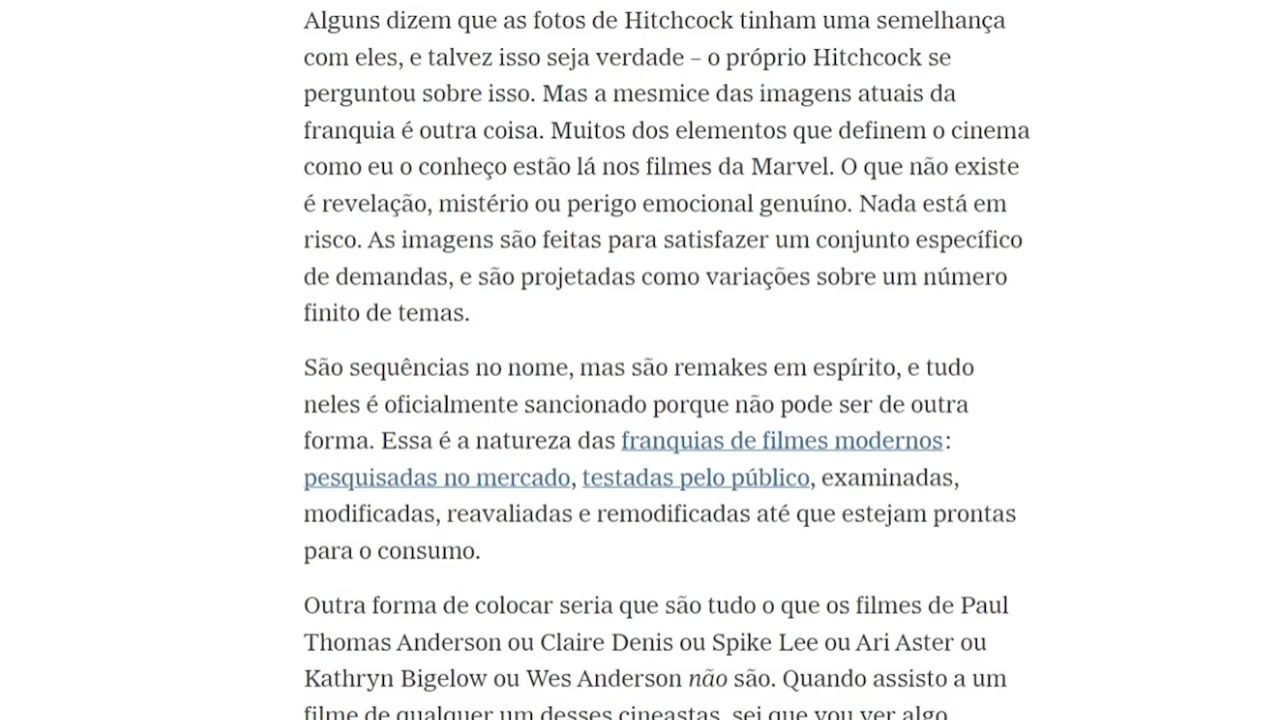 Alguns dizem que as fotos de Hitchcock tinham uma semelhança
com eles, e talvez isso seja verdade – o próprio Hitchcock se
perguntou sobre isso. Mas a mesmice das imagens atuais da
franquia é outra coisa. Muitos dos elementos que definem o cinema
como eu o conheço estão lá nos filmes da Marvel. O que não existe
é revelação, mistério ou perigo emocional genuíno. Nada está em
risco. As imagens são feitas para satisfazer um conjunto específico
de demandas, e são projetadas como variações sobre um número
finito de temas.
São sequências no nome, mas são remakes em espírito, e tudo
neles é oficialmente sancionado porque não pode ser de outra
forma. Essa é a natureza das franquias de filmes modernos:
pesquisadas no mercado, testadas pelo público, examinadas,
modificadas, reavaliadas e remodificadas até que estejam prontas
para o consumo.
Outra forma de colocar seria que são tudo o que os filmes de Paul
Thomas Anderson ou Claire Denis ou Spike Lee ou Ari Aster ou
Kathryn Bigelow ou Wes Anderson não são. Quando assisto a um
filme de qualquer um desses cineastas, sei que vou ver algo